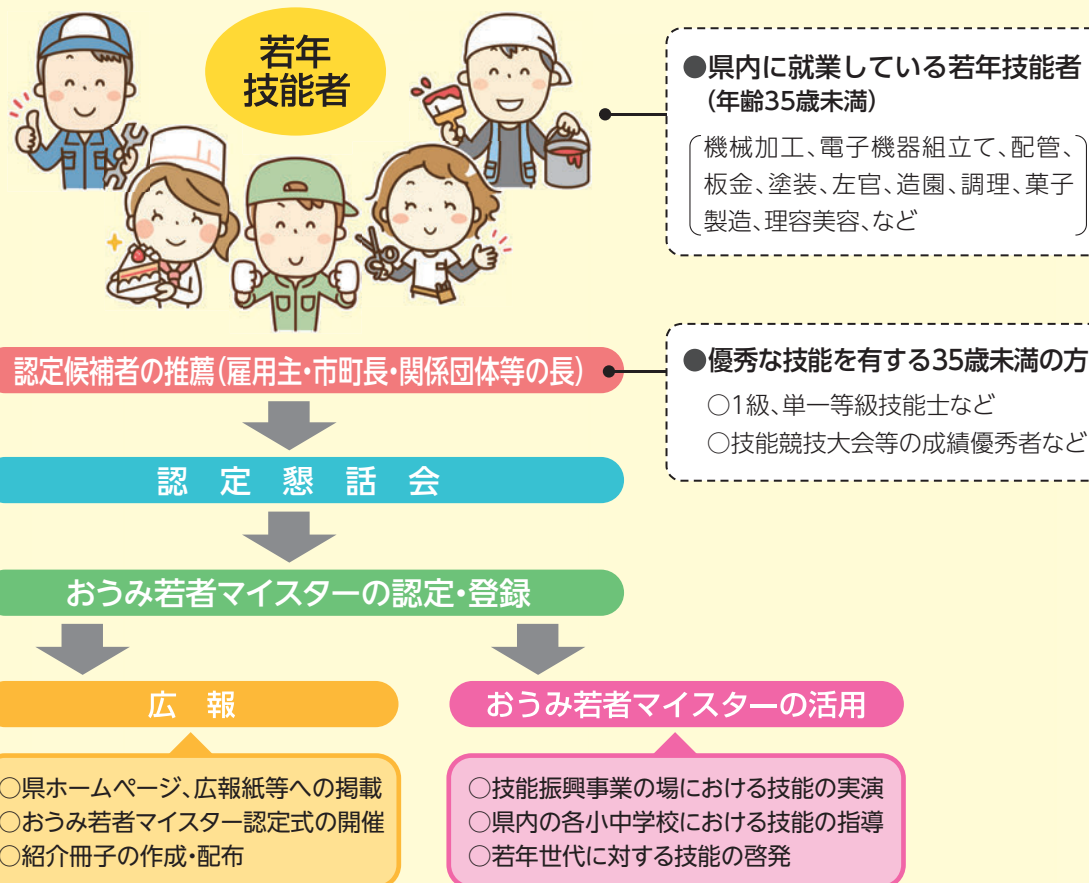 若年
技能者
●県内に就業している若年技能者
(年齢35歳未満)
機械加工、電子機器組立て、配管、
板金、塗装、左官、造園、調理、菓子
製造、理容美容、など
認定候補者の推薦(雇用主・市町長・関係団体等の長)
●優秀な技能を有する35歳未満の方
○1級、単一等級技能士など
○技能競技大会等の成績優秀者など
認定懇話会
おうみ若者マイスターの認定・登録
広報
○県ホームページ、広報紙等への掲載
○おうみ若者マイスター認定式の開催
○紹介冊子の作成・配布
おうみ若者マイスターの活用
○技能振興事業の場における技能の実演
○県内の各小中学校における技能の指導
○若年世代に対する技能の啓発